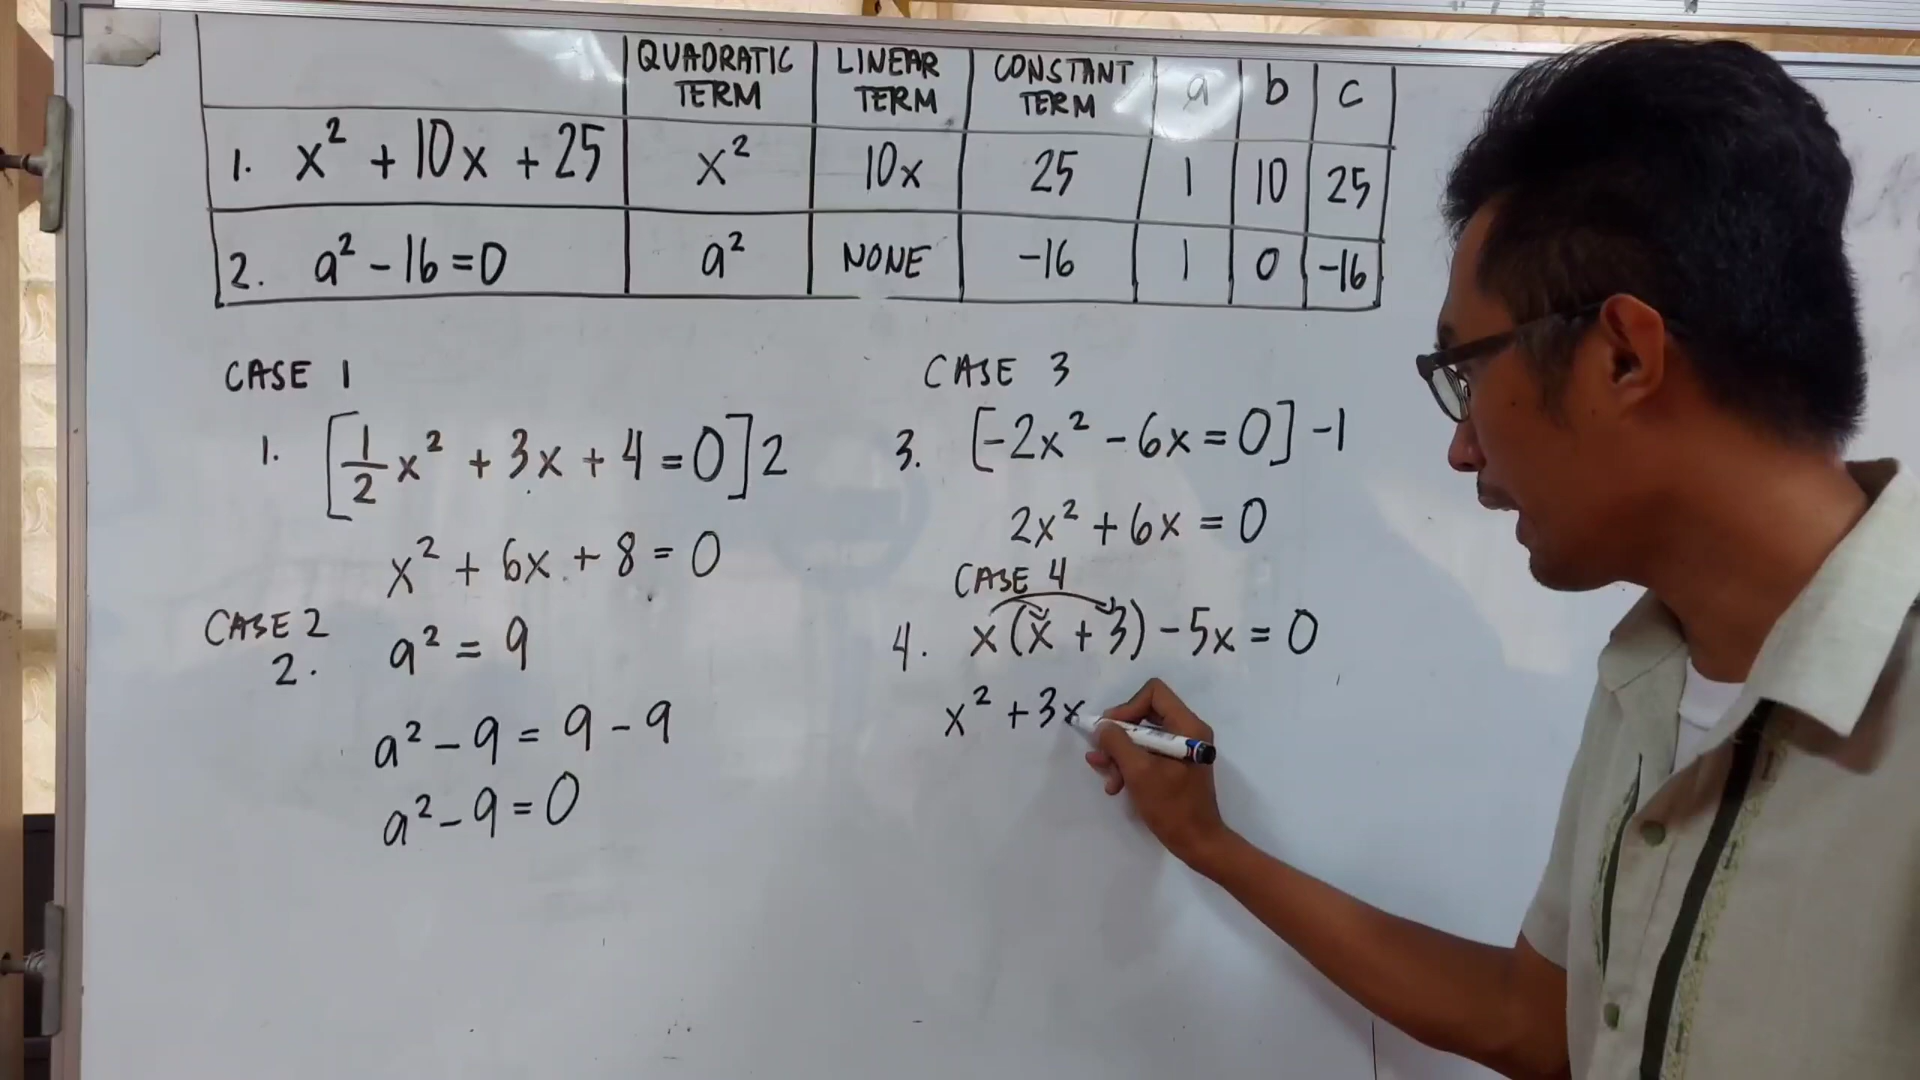 QUADRATIC TERM LINEAR TERM CONSTANT TERM a b c
1. x² + 10x + 25 x² 10x 25 1 10 25
2. a² - 16 = 0 a² NONE -16 1 0 -16
CASE 1
1. [1/2 x² + 3x + 4 = 0] 2
x² + 6x + 8 = 0
CASE 2
2. a² = 9
a² - 9 = 9 - 9
a² - 9 = 0
CASE 3
3. [-2x² - 6x = 0] -1
2x² + 6x = 0
CASE 4
4. x(x + 3) - 5x = 0
x² + 3x